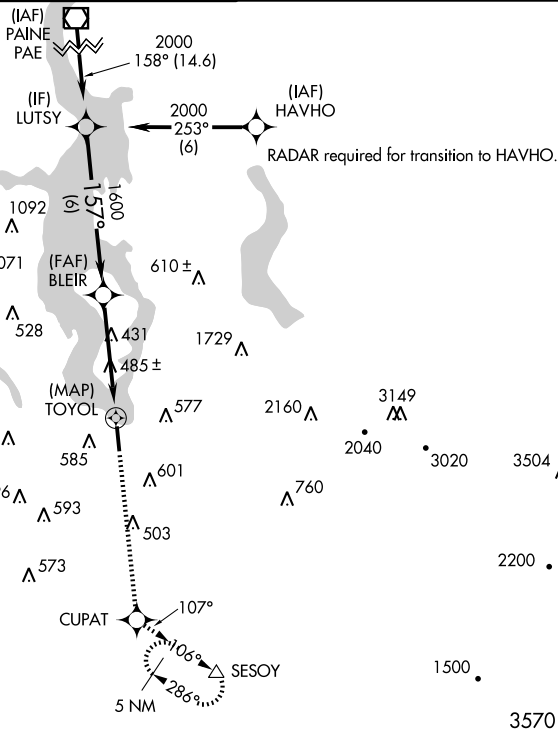 (IAF)
PAINE
PAE
2000
158° (14.6)
(IF)
LUTSY
2000
253°
(6)
(IAF)
HAVHO
RADAR required for transition to HAVHO.
1600
157°
(6)
1092
071
(FAF)
BLEIR
610 ±
528
431
1729
485 ±
(MAP)
TOYOL
577
2160
3149
2040
3020
585
3504
601
6
593
760
503
573
2200
CUPAT
107°
106°
SESOY
286°
5 NM
1500
3570